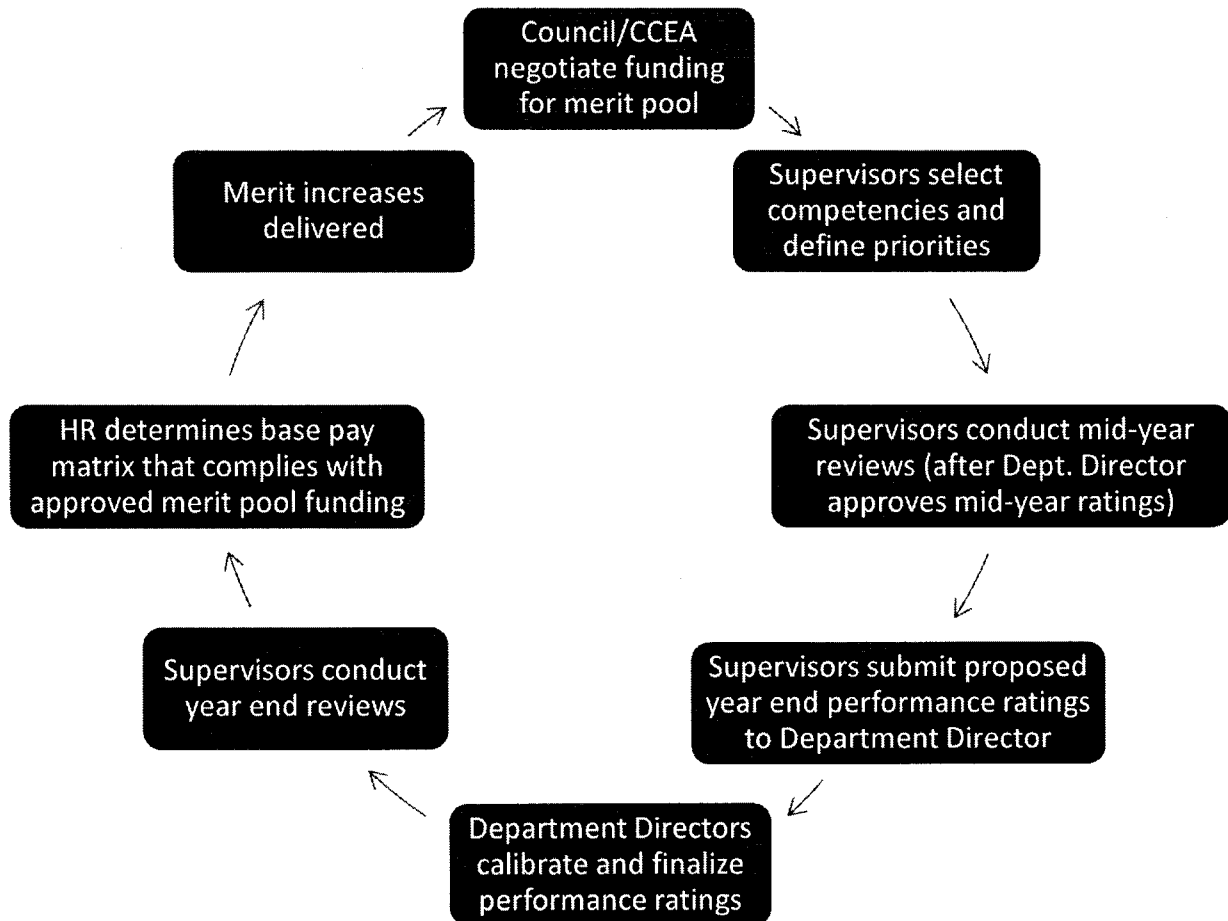 Council/CCEA
negotiate funding
for merit pool
Supervisors select
competencies and
define priorities
Supervisors conduct mid-year
reviews (after Dept. Director
approves mid-year ratings)
Supervisors submit proposed
year end performance ratings
to Department Director
Department Directors
calibrate and finalize
performance ratings
Supervisors conduct
year end reviews
HR determines base pay
matrix that complies with
approved merit pool funding
Merit increases
delivered